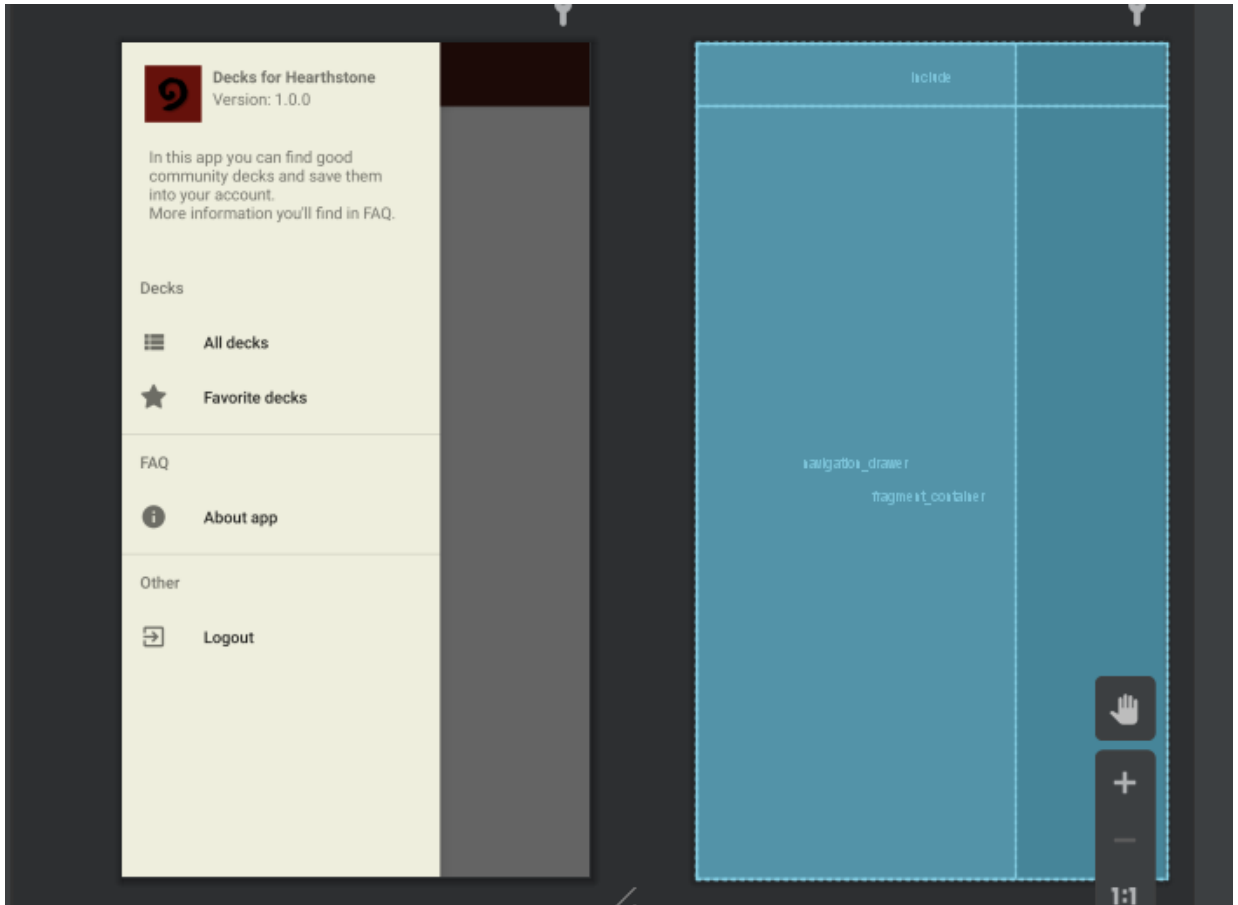 Decks for Hearthstone
Version: 1.0.0
In this app you can find good
community decks and save them
into your account.
More information you'll find in FAQ.
Decks
All decks
Favorite decks
FAQ
About app
Other
Logout
include
navigation_drawer
fragment_container
1:1